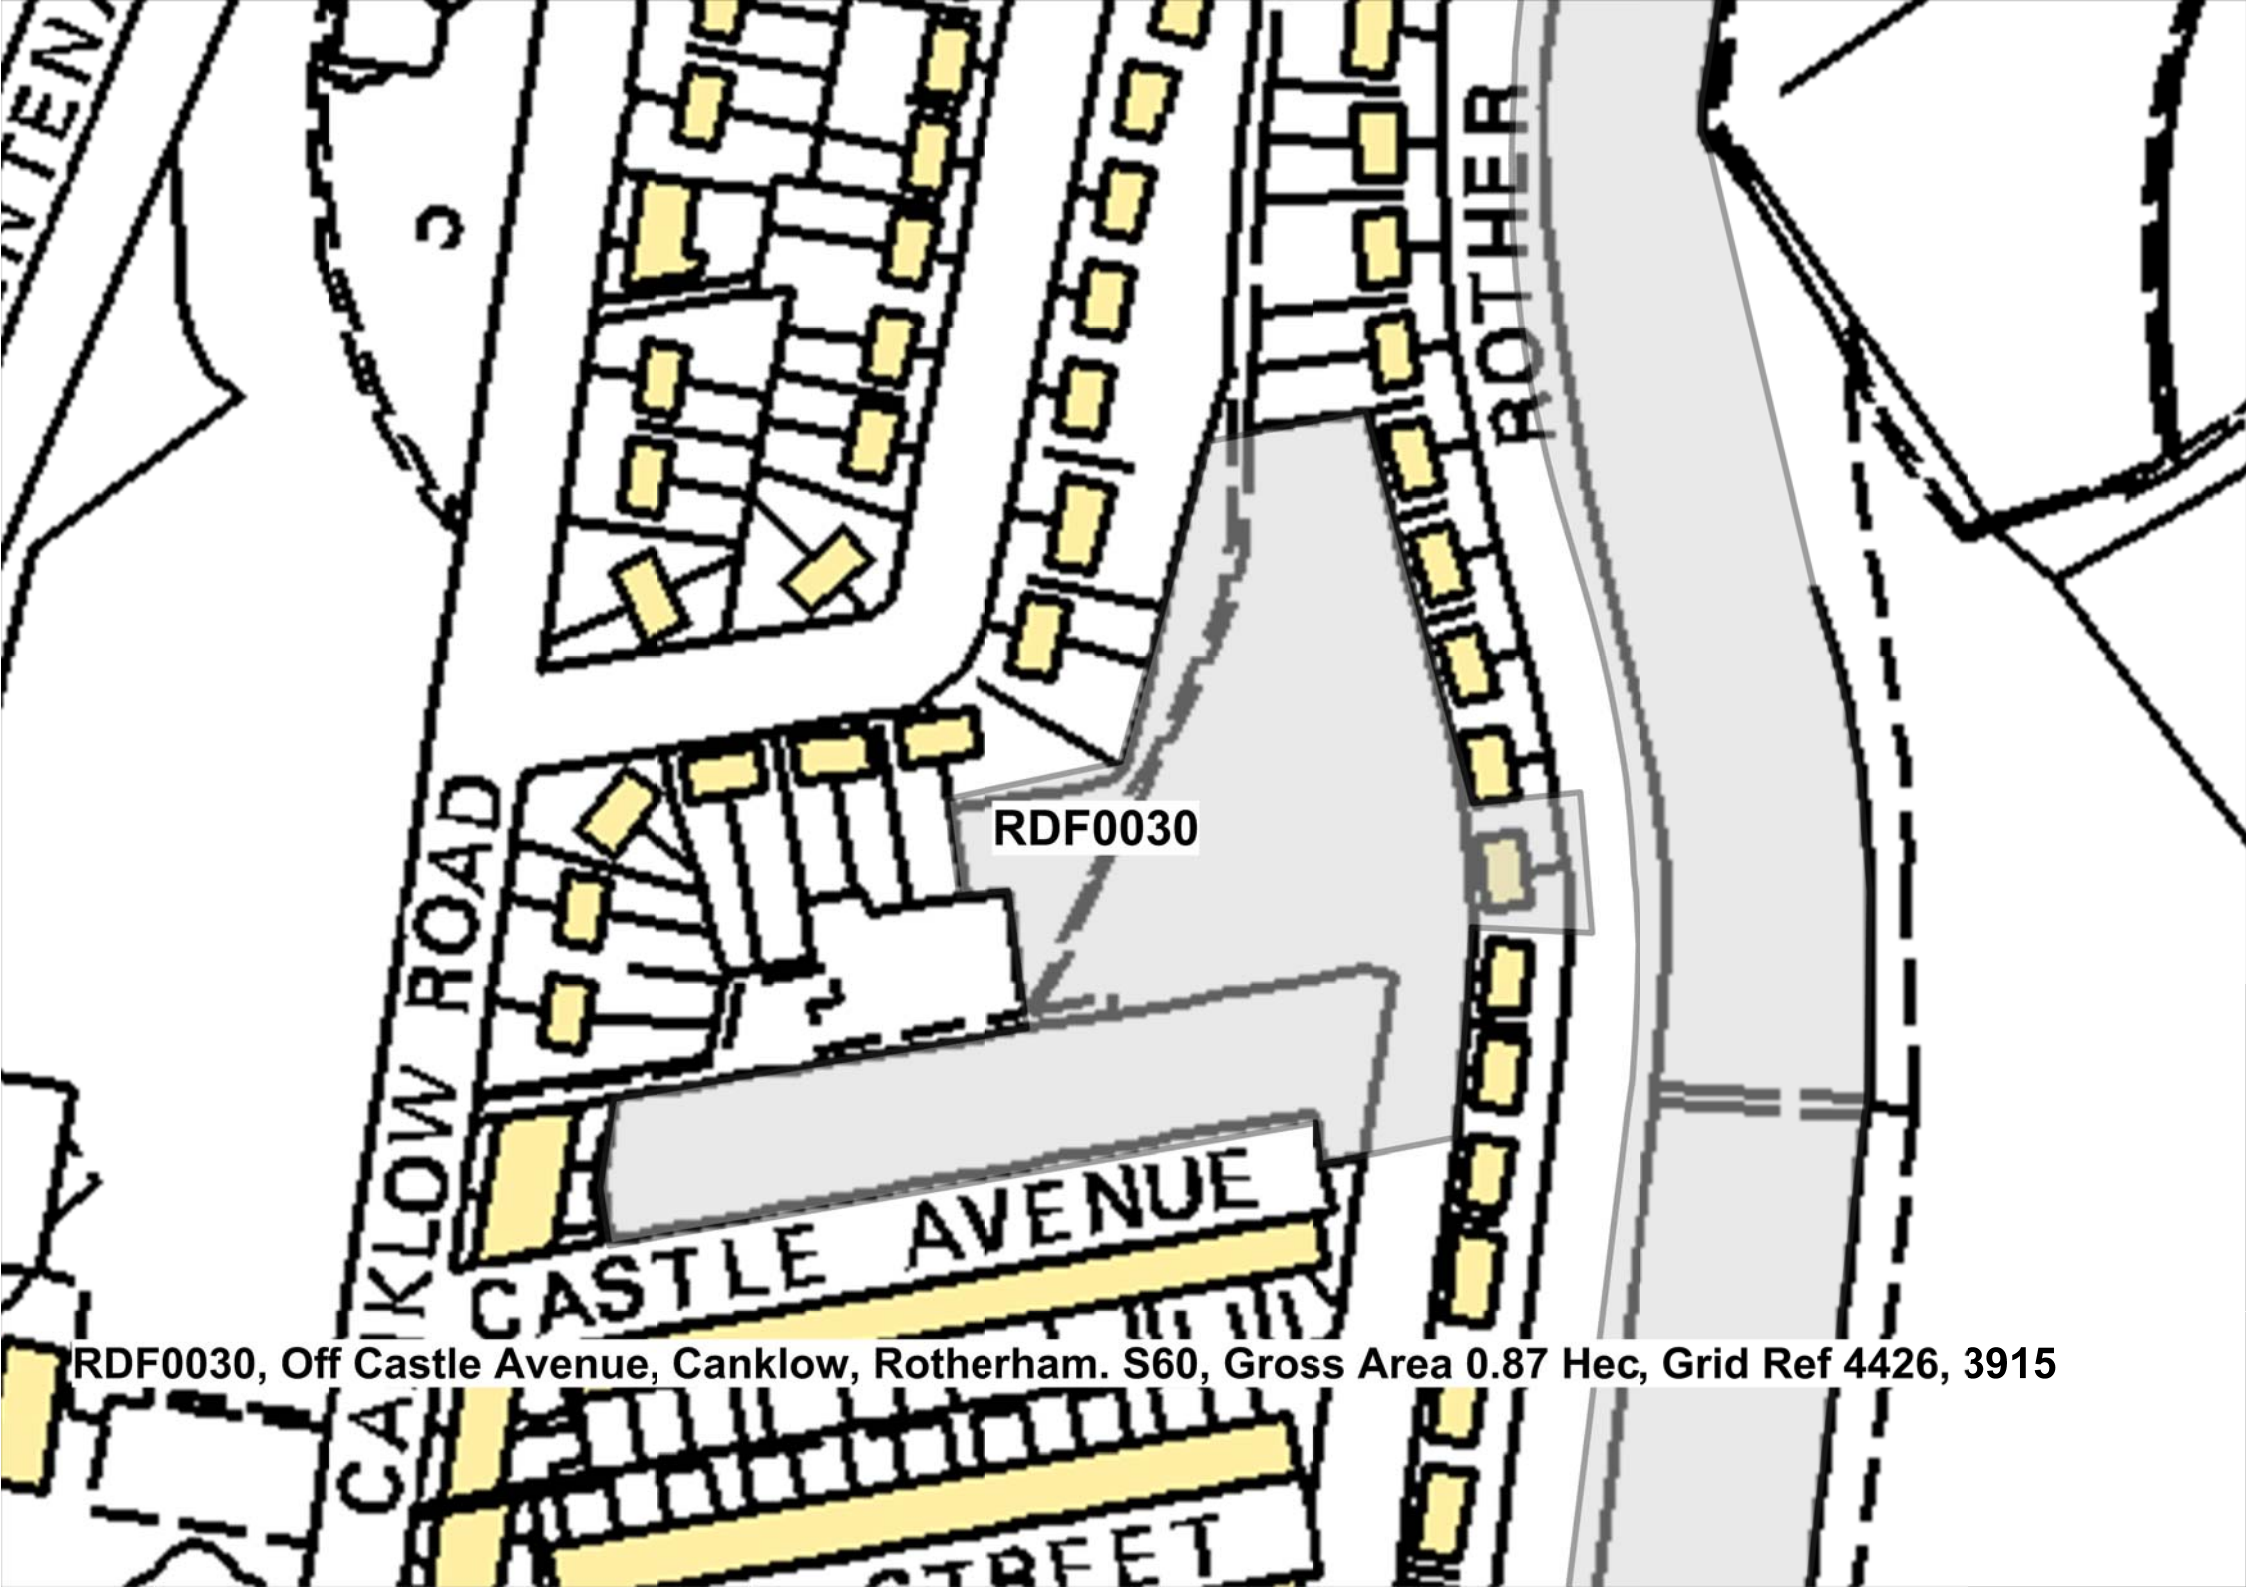 ROTHER
RDF0030
ROAD
CASTLE AVENUE
RDF0030, Off Castle Avenue, Canklow, Rotherham. S60, Gross Area 0.87 Hec, Grid Ref 4426, 3915
STREET